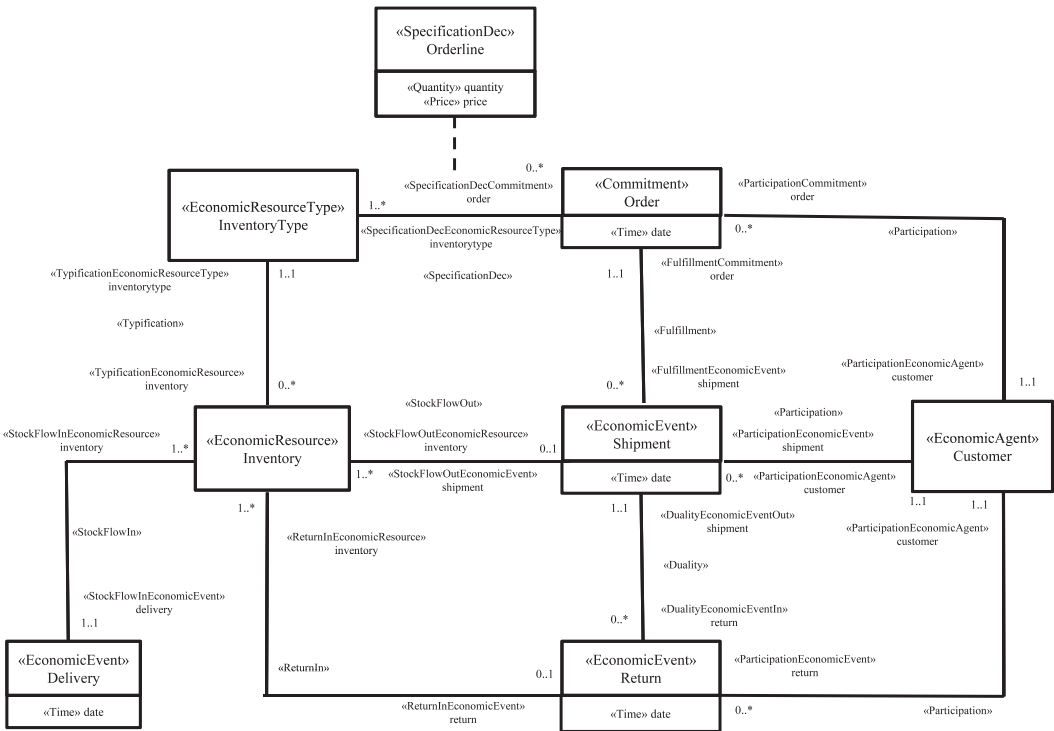 «SpecificationDec»
Orderline
«Quantity» quantity
«Price» price
0..*
«SpecificationDecCommitment»
order
«EconomicResourceType»
InventoryType
1..*
«SpecificationDecEconomicResourceType»
inventorytype
«SpecificationDec»
«Commitment»
Order
«Time» date
«ParticipationCommitment»
order
0..*
«Participation»
«TypificationEconomicResourceType»
inventorytype
1..1
1..1
«FulfillmentCommitment»
order
«Typification»
«Fulfillment»
«TypificationEconomicResource»
inventory
0..*
0..*
«FulfillmentEconomicEvent»
shipment
«ParticipationEconomicAgent»
customer
1..1
«StockFlowOut»
«StockFlowInEconomicResource»
inventory
1..*
«EconomicResource»
Inventory
«StockFlowOutEconomicResource»
inventory
0..1
1..*
«StockFlowOutEconomicEvent»
shipment
«EconomicEvent»
Shipment
«Time» date
«Participation»
«ParticipationEconomicEvent»
shipment
0..*
«ParticipationEconomicAgent»
customer
1..1
«EconomicAgent»
Customer
1..1
«ParticipationEconomicAgent»
customer
1..*
1..1
«DualityEconomicEventOut»
shipment
«StockFlowIn»
«ReturnInEconomicResource»
inventory
«Duality»
«StockFlowInEconomicEvent»
delivery
1..1
0..*
«DualityEconomicEventIn»
return
«EconomicEvent»
Delivery
«Time» date
«ReturnIn»
0..1
«ReturnInEconomicEvent»
return
«EconomicEvent»
Return
«Time» date
«ParticipationEconomicEvent»
return
0..*
«Participation»